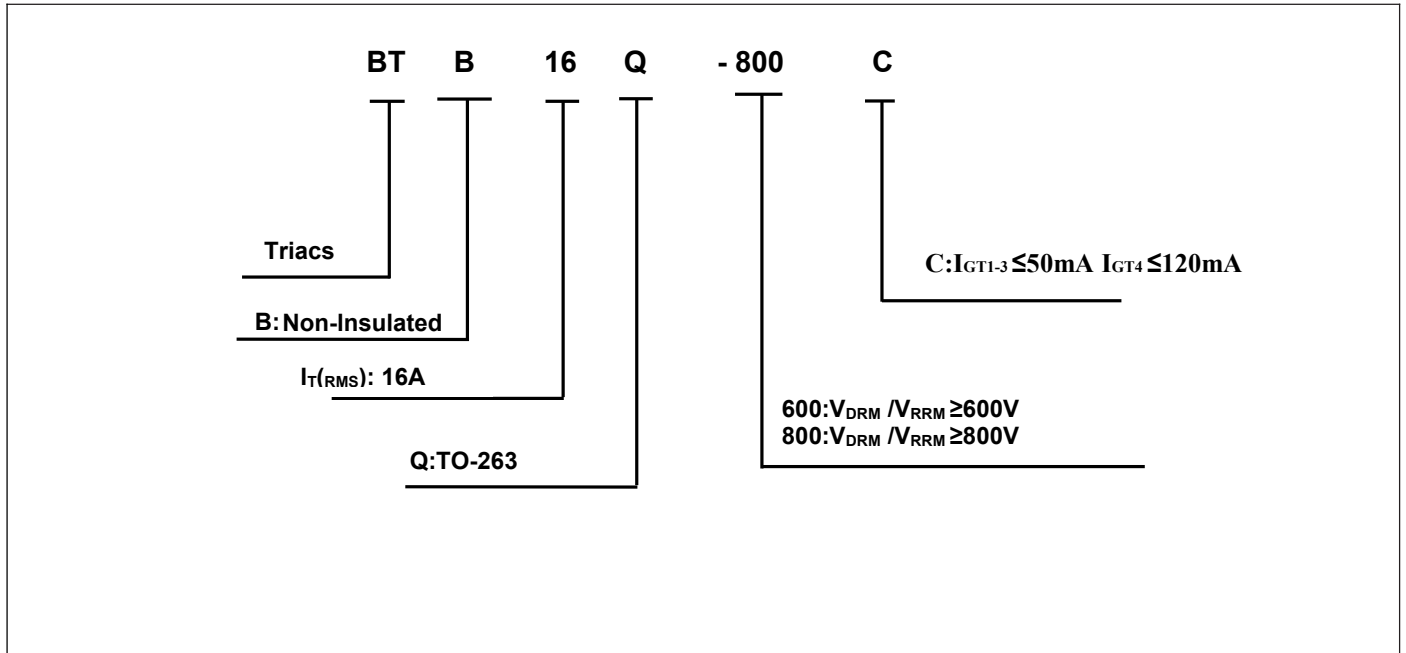 BT B 16 Q - 800 C
Triacs
C:IGT1-3≤50mA IGT4≤120mA
B:Non-Insulated
IT(RMS): 16A
600:VDRM /VRRM ≥600V
800:VDRM /VRRM ≥800V
Q:TO-263